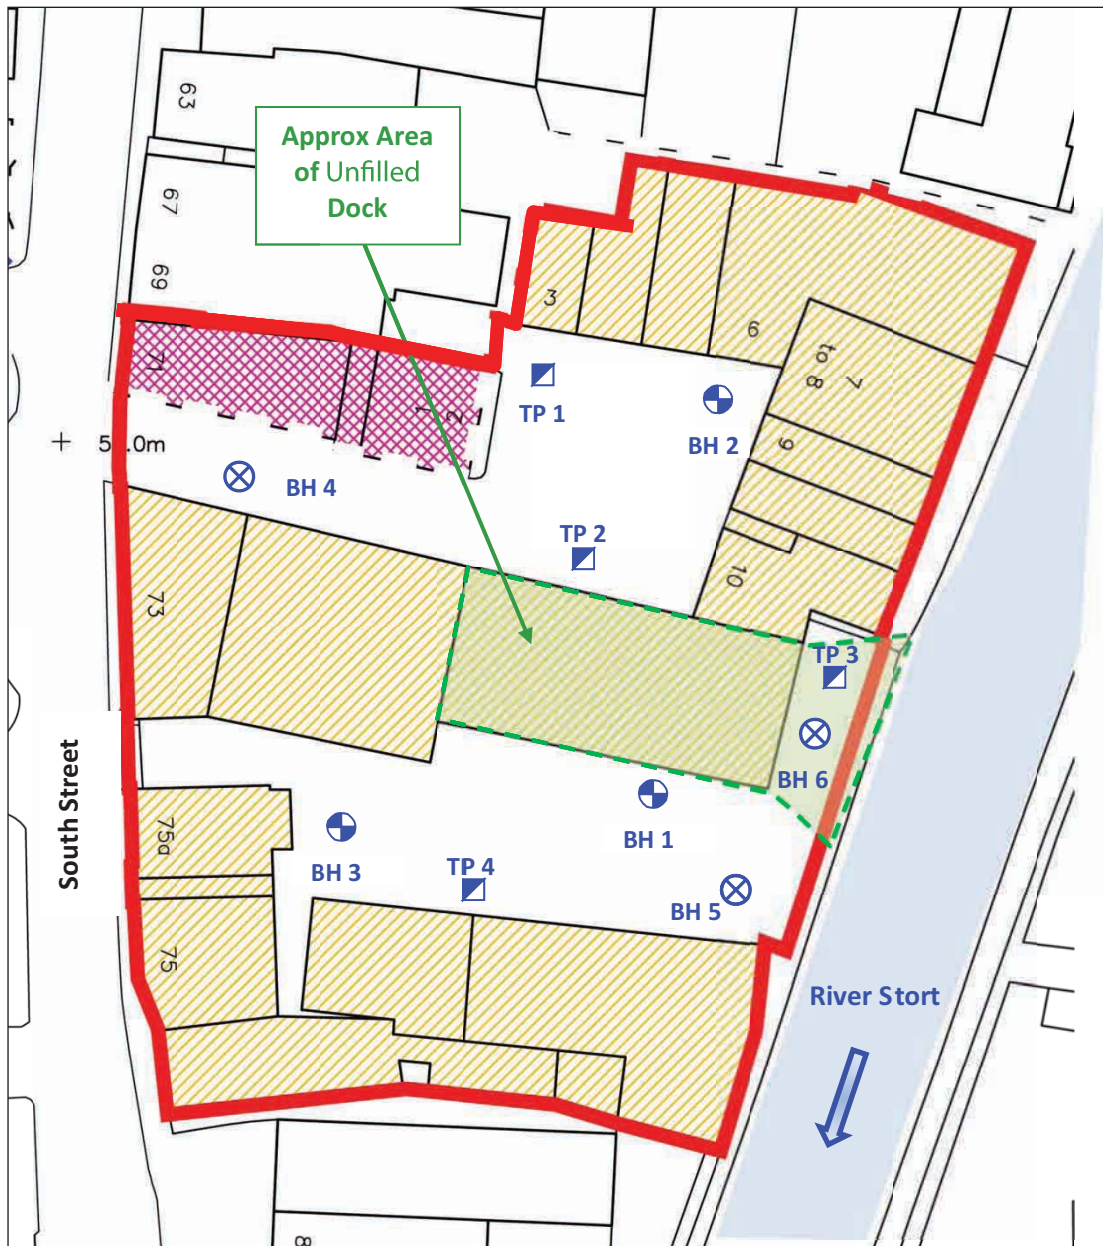 63
Approx Area
of Unfilled
Dock
67
69
3
6
7
to 8
71
1
2
TP 1
BH 2
9
BH 4
TP 2
10
73
TP 3
BH 6
South Street
75a
BH 3
BH 1
TP 4
BH 5
75
River Stort